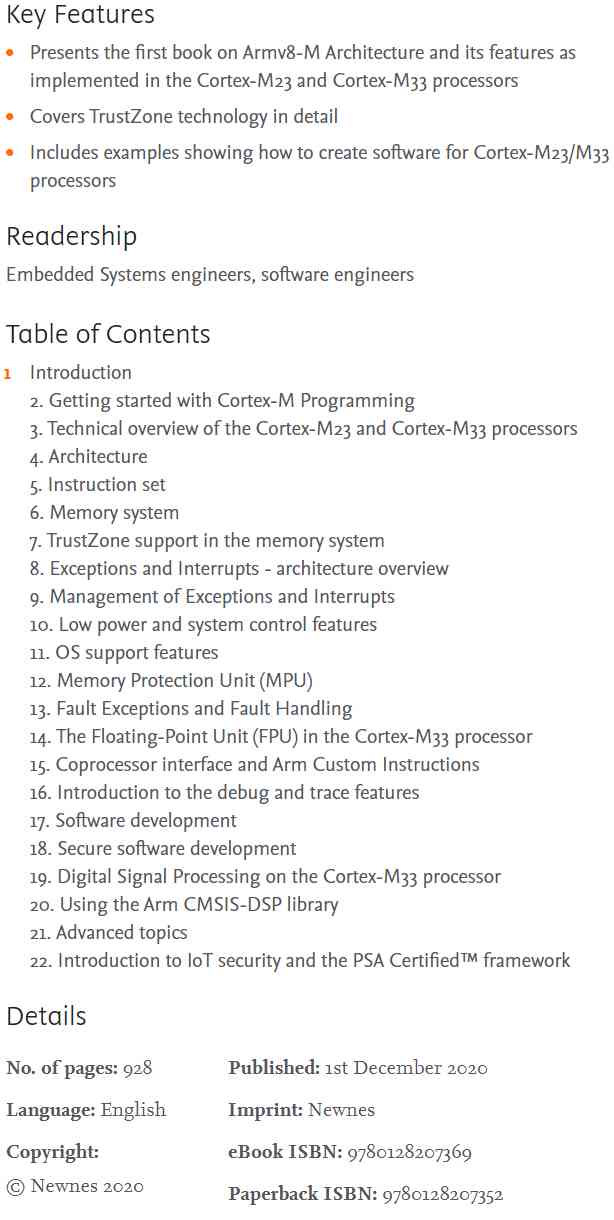 Key Features
• Presents the first book on Armv8-M Architecture and its features as
implemented in the Cortex-M23 and Cortex-M33 processors
• Covers TrustZone technology in detail
• Includes examples showing how to create software for Cortex-M23/M33
processors
Readership
Embedded Systems engineers, software engineers
Table of Contents
1 Introduction
2. Getting started with Cortex-M Programming
3. Technical overview of the Cortex-M23 and Cortex-M33 processors
4. Architecture
5. Instruction set
6. Memory system
7. TrustZone support in the memory system
8. Exceptions and Interrupts - architecture overview
9. Management of Exceptions and Interrupts
10. Low power and system control features
11. OS support features
12. Memory Protection Unit (MPU)
13. Fault Exceptions and Fault Handling
14. The Floating-Point Unit (FPU) in the Cortex-M33 processor
15. Coprocessor interface and Arm Custom Instructions
16. Introduction to the debug and trace features
17. Software development
18. Secure software development
19. Digital Signal Processing on the Cortex-M33 processor
20. Using the Arm CMSIS-DSP library
21. Advanced topics
22. Introduction to IoT security and the PSA Certified™ framework
Details
No. of pages: 928
Language: English
Copyright:
© Newnes 2020
Published: 1st December 2020
Imprint: Newnes
eBook ISBN: 9780128207369
Paperback ISBN: 9780128207352